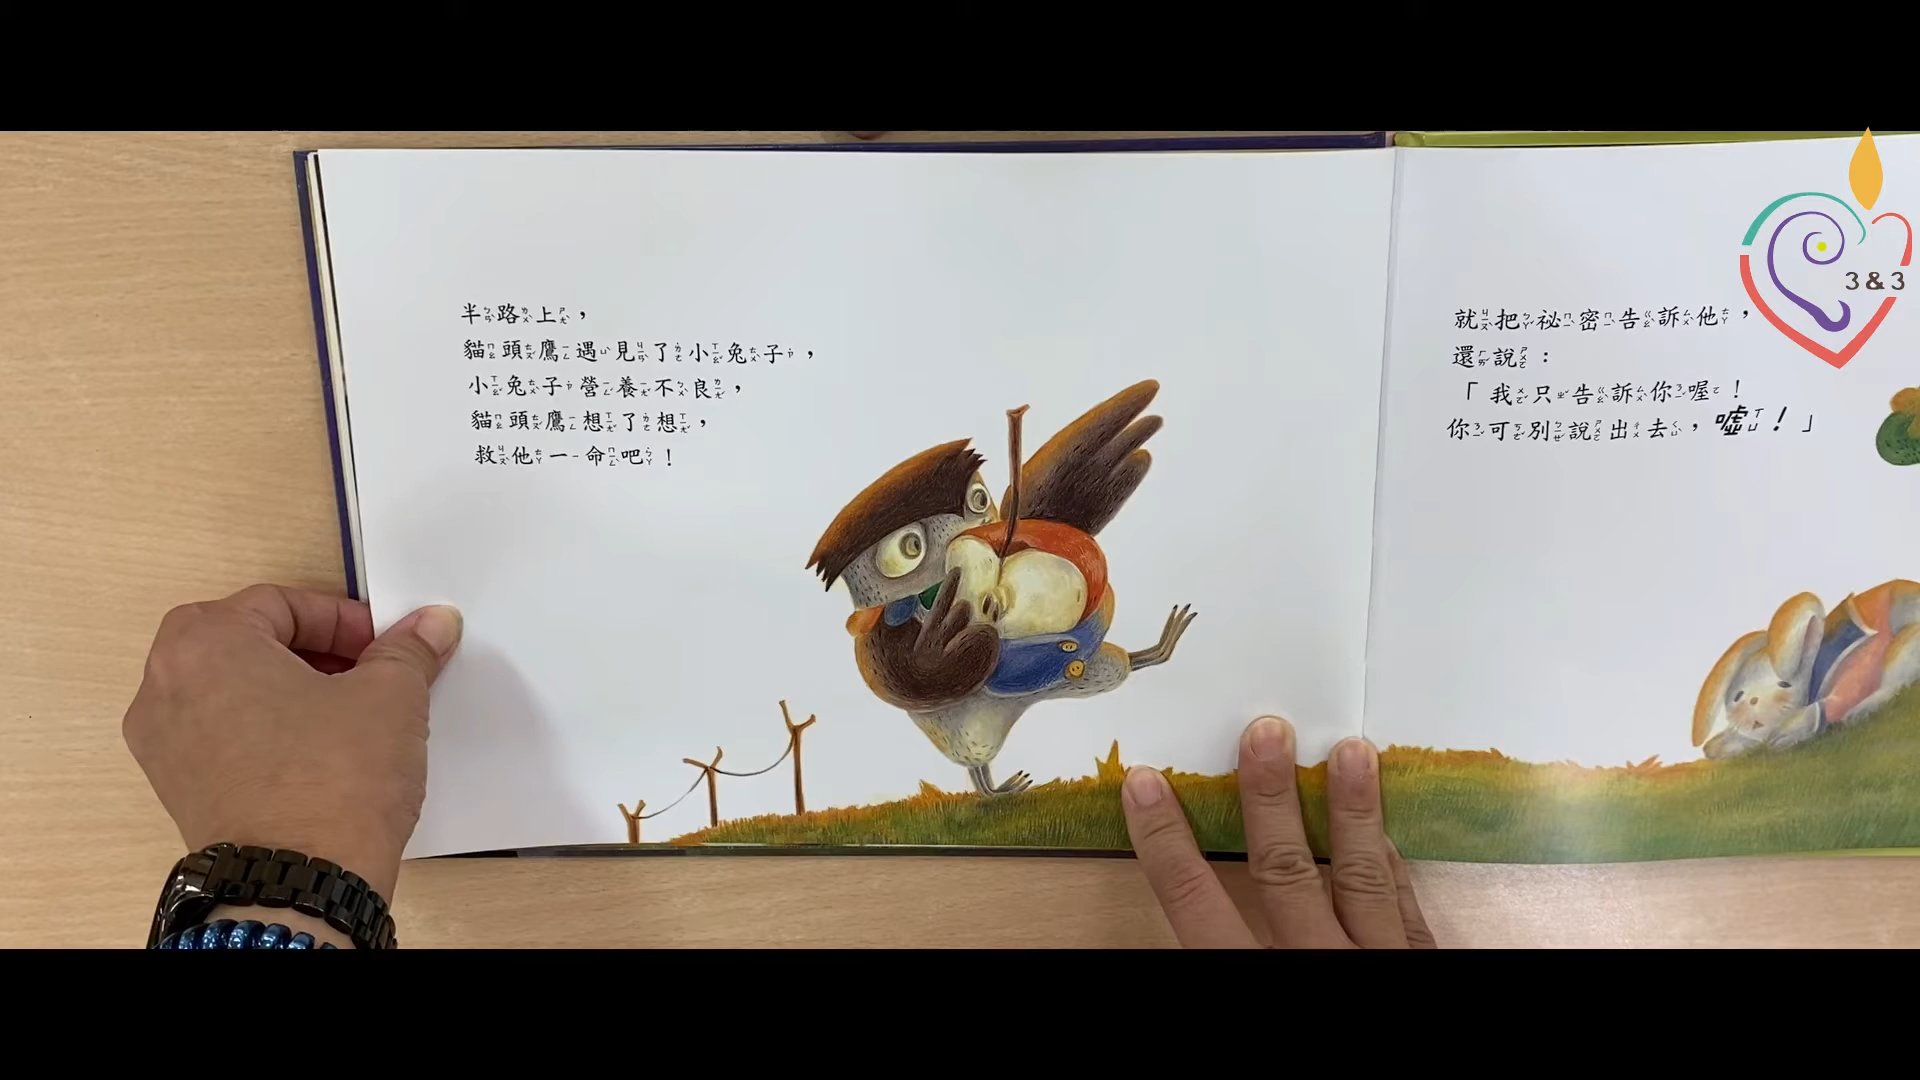 半路上，
貓頭鷹遇見了小兔子，
小兔子營養不良，
貓頭鷹想了想，
救他一命吧！
就把祕密告訴他，
還說：
「我只告訴你喔！
你可別說出去，噓！」
3&3